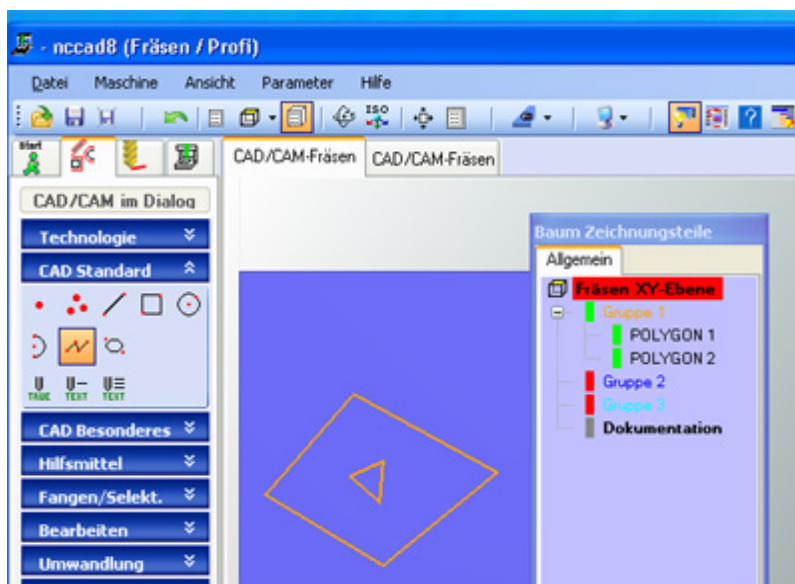 - nccad8 (Fräsen / Profi)
Datei Maschine Ansicht Parameter Hilfe
ISO
Start
CAD/CAM-Fräsen CAD/CAM-Fräsen
CAD/CAM im Dialog
Technologie
CAD Standard
TRUE TEXT TEXT
CAD Besonderes
Hilfsmittel
Fangen/Selekt.
Bearbeiten
Umwandlung
Baum Zeichnungsteile
Allgemein
Fräsen XY-Ebene
Gruppe 1
POLYGON 1
POLYGON 2
Gruppe 2
Gruppe 3
Dokumentation